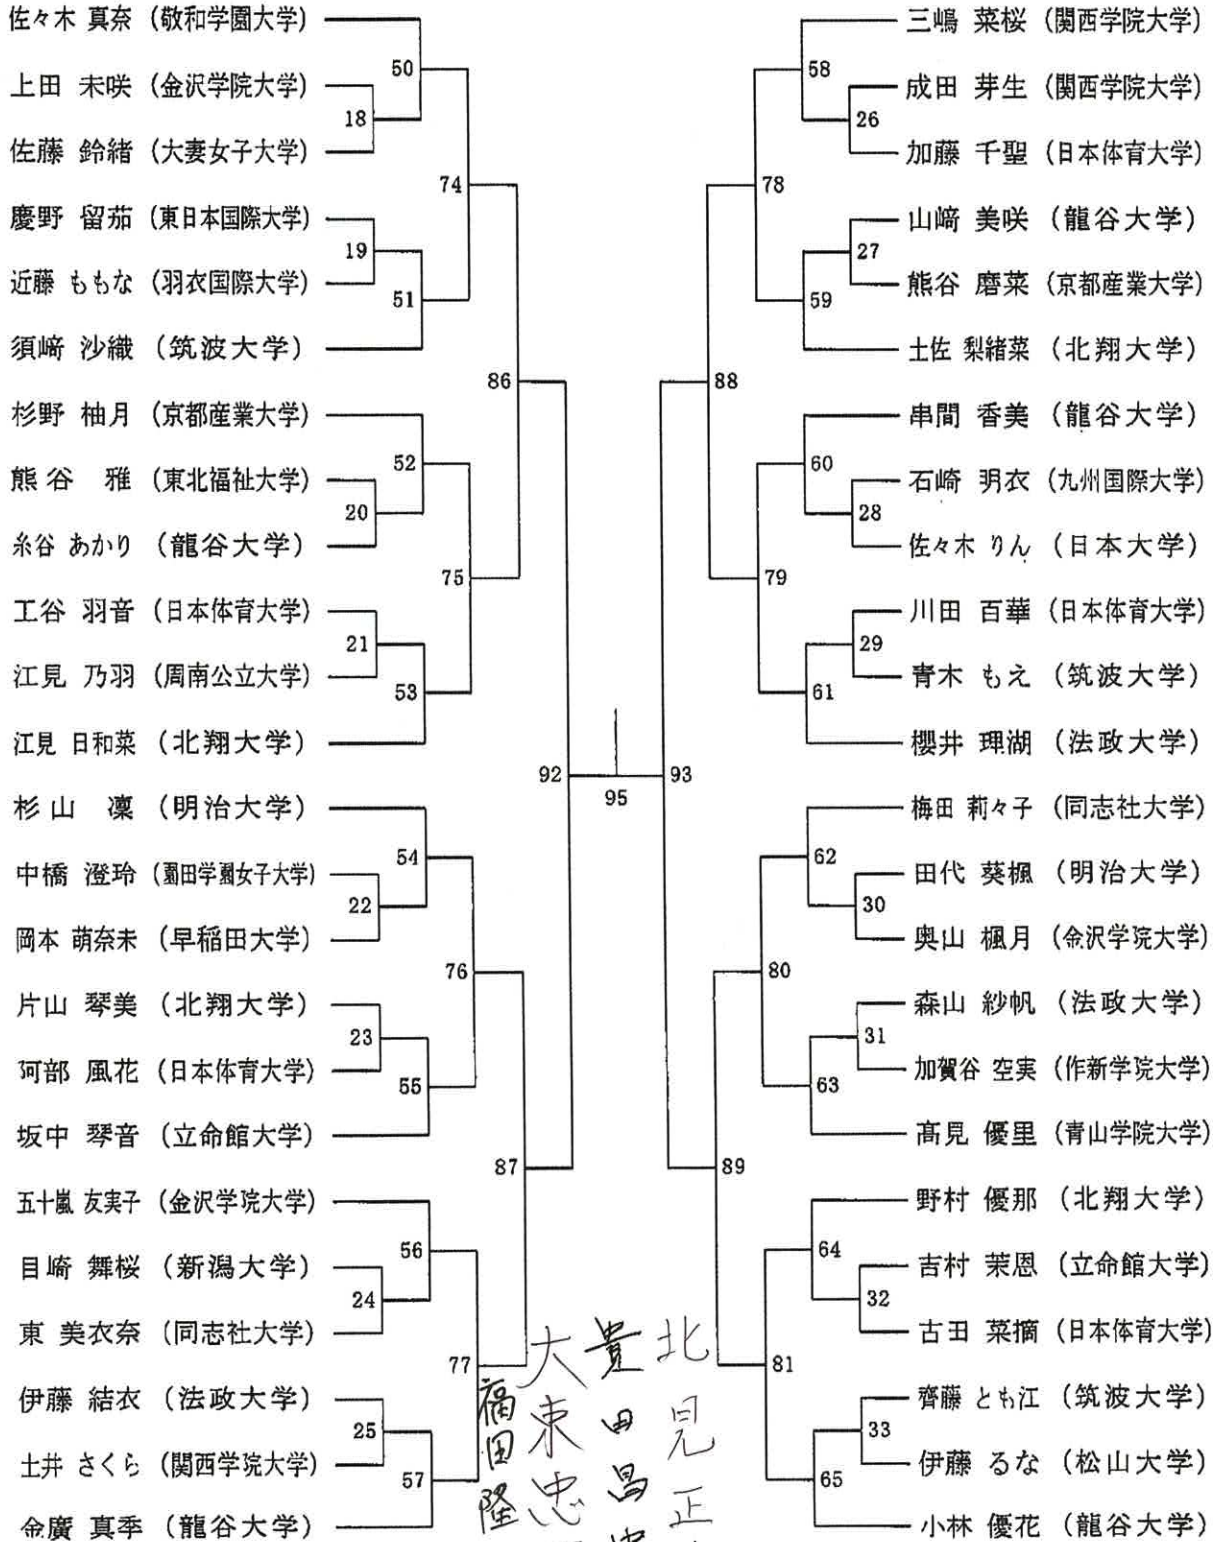 佐々木 真奈 (敬和学園大学)
上田 未咲 (金沢学院大学)
佐藤 鈴緒 (大妻女子大学)
慶野 留茄 (東日本国際大学)
近藤 ももな (羽衣国際大学)
須﨑 沙織 (筑波大学)
杉野 柚月 (京都産業大学)
熊谷 雅 (東北福祉大学)
糸谷 あかり (龍谷大学)
工谷 羽音 (日本体育大学)
江見 乃羽 (周南公立大学)
江見 日和菜 (北翔大学)
杉山 凜 (明治大学)
中橋 澄玲 (園田学園女子大学)
岡本 萌奈未 (早稲田大学)
片山 琴美 (北翔大学)
阿部 風花 (日本体育大学)
坂中 琴音 (立命館大学)
五十嵐 友実子 (金沢学院大学)
目崎 舞桜 (新潟大学)
東 美衣奈 (同志社大学)
伊藤 結衣 (法政大学)
土井 さくら (関西学院大学)
金廣 真季 (龍谷大学)
18
19
20
21
22
23
24
25
50
51
52
53
54
55
56
57
74
75
76
77
86
87
92
95
93
88
89
78
79
80
81
58
59
60
61
62
63
64
65
26
27
28
29
30
31
32
33
三嶋 菜桜 (関西学院大学)
成田 芽生 (関西学院大学)
加藤 千聖 (日本体育大学)
山﨑 美咲 (龍谷大学)
熊谷 磨菜 (京都産業大学)
土佐 梨緒菜 (北翔大学)
串間 香美 (龍谷大学)
石崎 明衣 (九州国際大学)
佐々木 りん (日本大学)
川田 百華 (日本体育大学)
青木 もえ (筑波大学)
櫻井 理湖 (法政大学)
梅田 莉々子 (同志社大学)
田代 葵楓 (明治大学)
奥山 楓月 (金沢学院大学)
森山 紗帆 (法政大学)
加賀谷 空実 (作新学院大学)
髙見 優里 (青山学院大学)
野村 優那 (北翔大学)
吉村 茉恩 (立命館大学)
古田 菜摘 (日本体育大学)
齊藤 とも江 (筑波大学)
伊藤 るな (松山大学)
小林 優花 (龍谷大学)
北見正
豊田昌
大東忠
福田隆